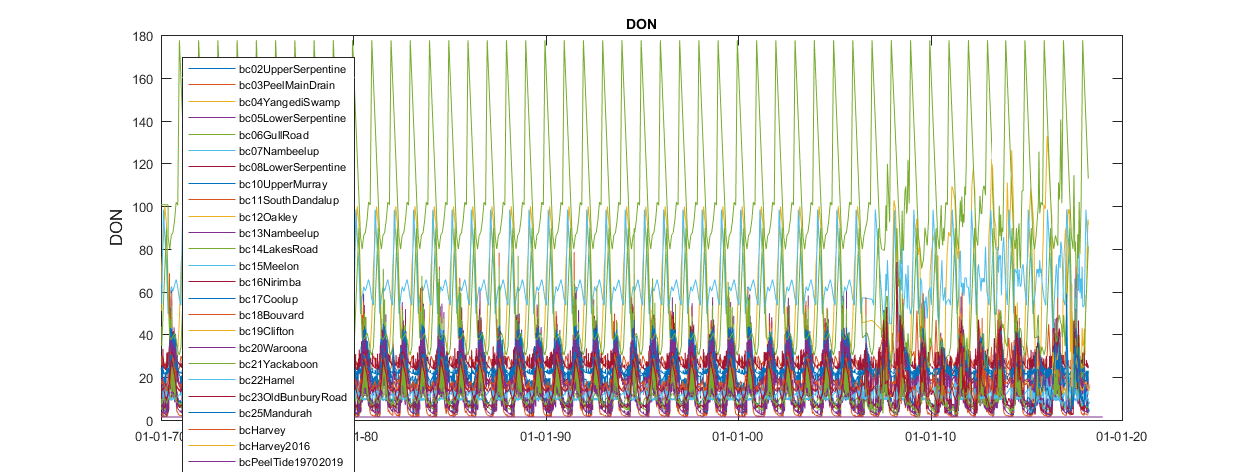 DON
180
160
140
120
100
80
60
40
20
0
DON
01-01-70
-80
01-01-90
01-01-00
01-01-10
01-01-20
bc02UpperSerpentine
bc03PeelMainDrain
bc04YangediSwamp
bc05LowerSerpentine
bc06GullRoad
bc07Nambeelup
bc08LowerSerpentine
bc10UpperMurray
bc11SouthDandalup
bc12Oakley
bc13Nambeelup
bc14LakesRoad
bc15Meelon
bc16Nirimba
bc17Coolup
bc18Bouvard
bc19Clifton
bc20Waroona
bc21Yackaboon
bc22Hamel
bc23OldBunburyRoad
bc25Mandurah
bcHarvey
bcHarvey2016
bcPeelTide19702019